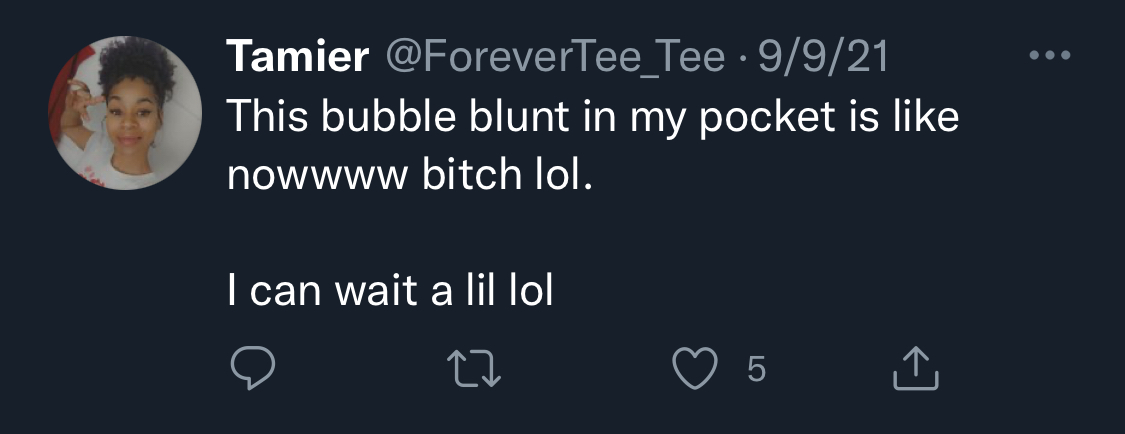 Tamier @ForeverTee_Tee · 9/9/21
This bubble blunt in my pocket is like
nowwww bitch lol.
I can wait a lil lol
5